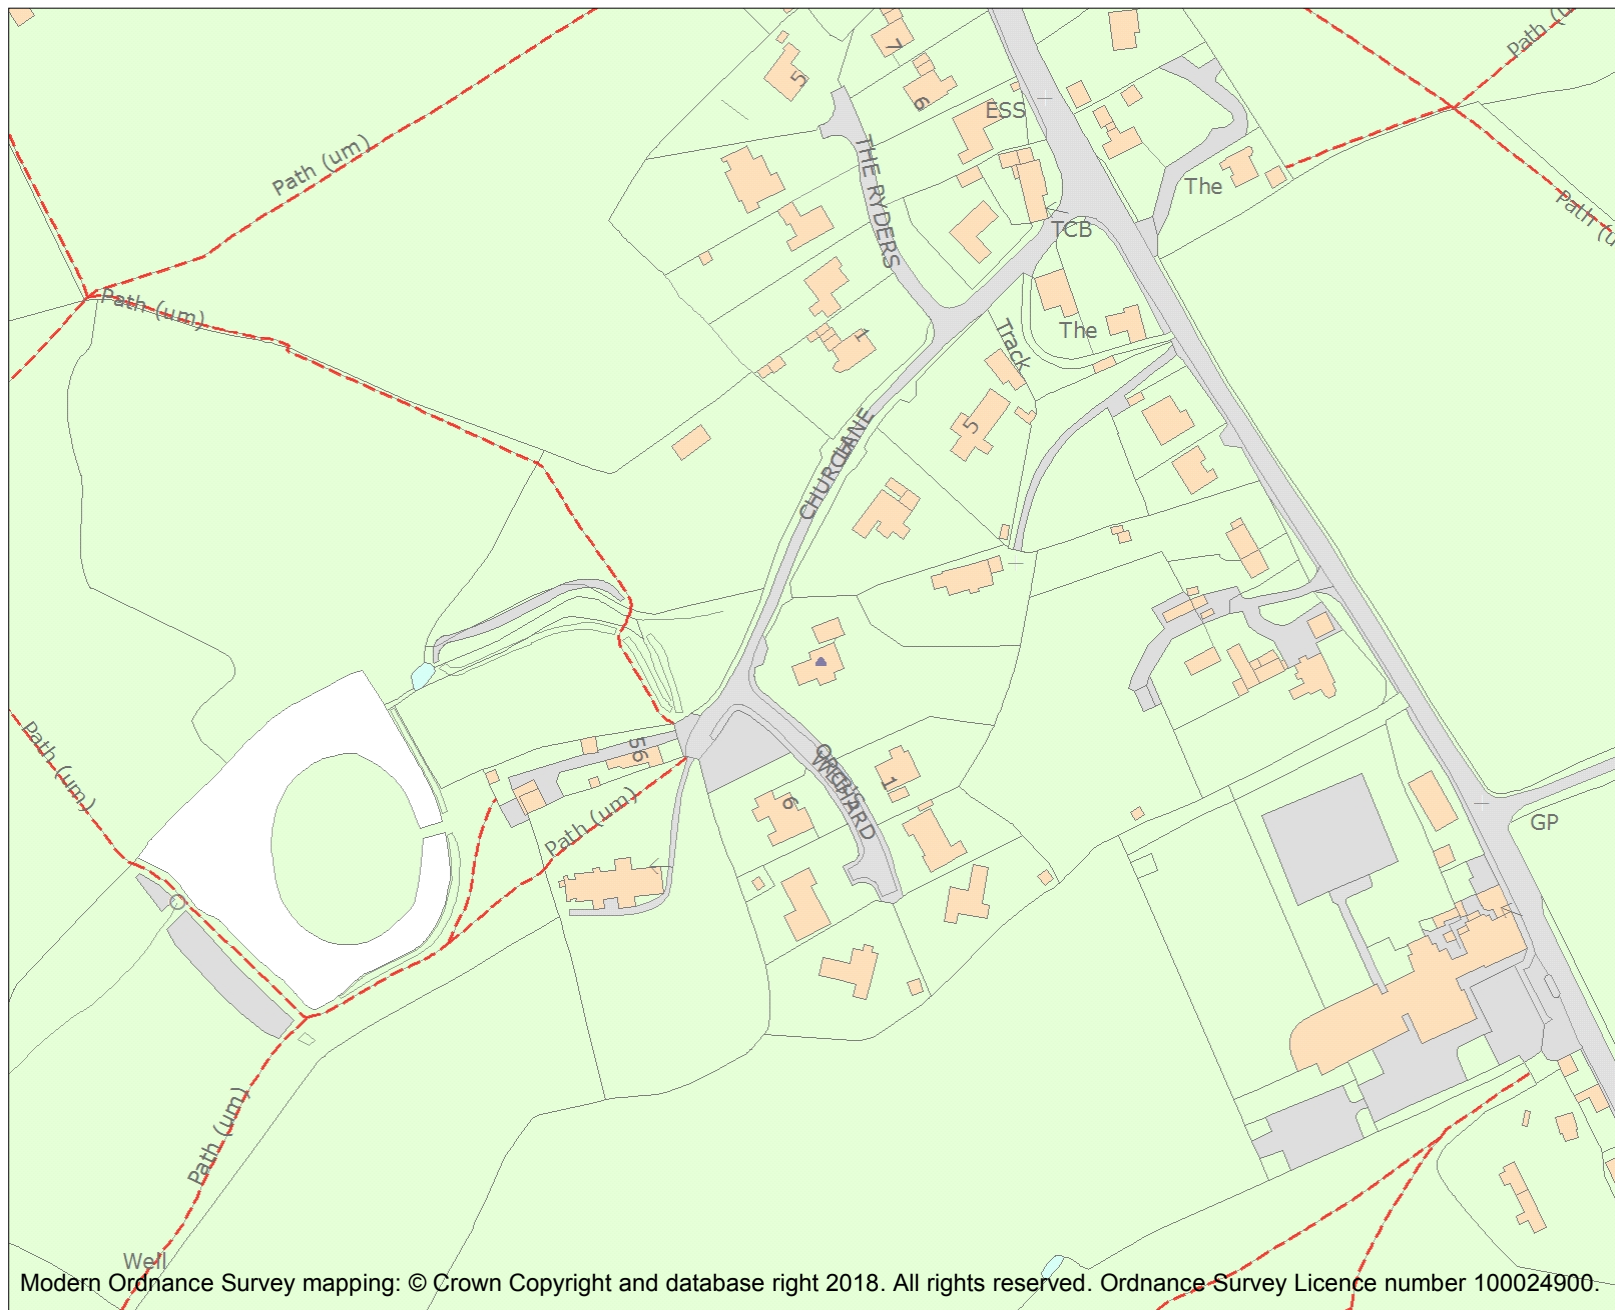 Path (u
7
5
6
ESS
Path (um)
THE RYDERS
The
Path (u
TCB
Path (um)
The
Track
1
5
CHURCH
LANE
Path (um)
56
ORCHARD
1
6
Path (um)
GP
Path (um)
Well
Modern Ordnance Survey mapping: © Crown Copyright and database right 2018. All rights reserved. Ordnance Survey Licence number 100024900.